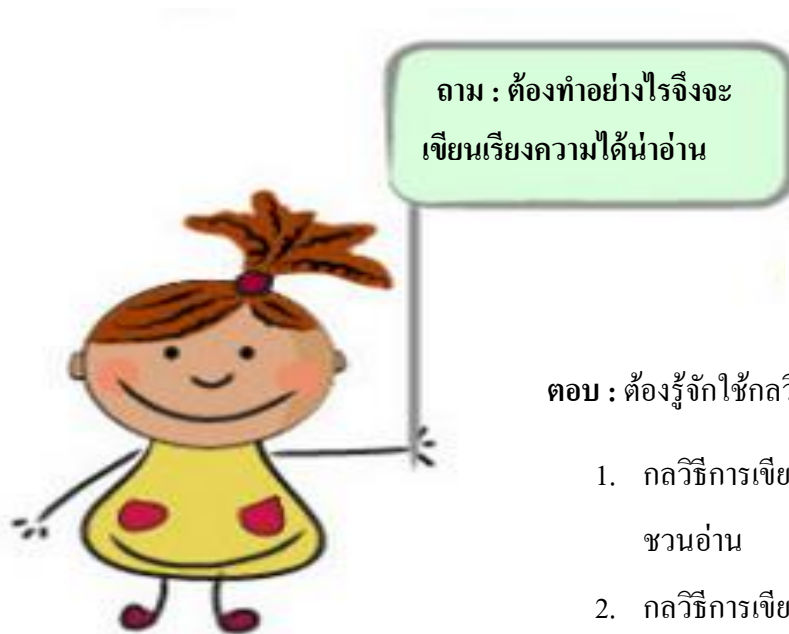 ถาม : ต้องทำอย่างไรจึงจะ
เขียนเรียงความได้น่าอ่าน
ตอบ : ต้องรู้จักใช้กลวิ
1. กลวิธีการเขีย
ชวนอ่าน
2. กลวิธีการเขีย